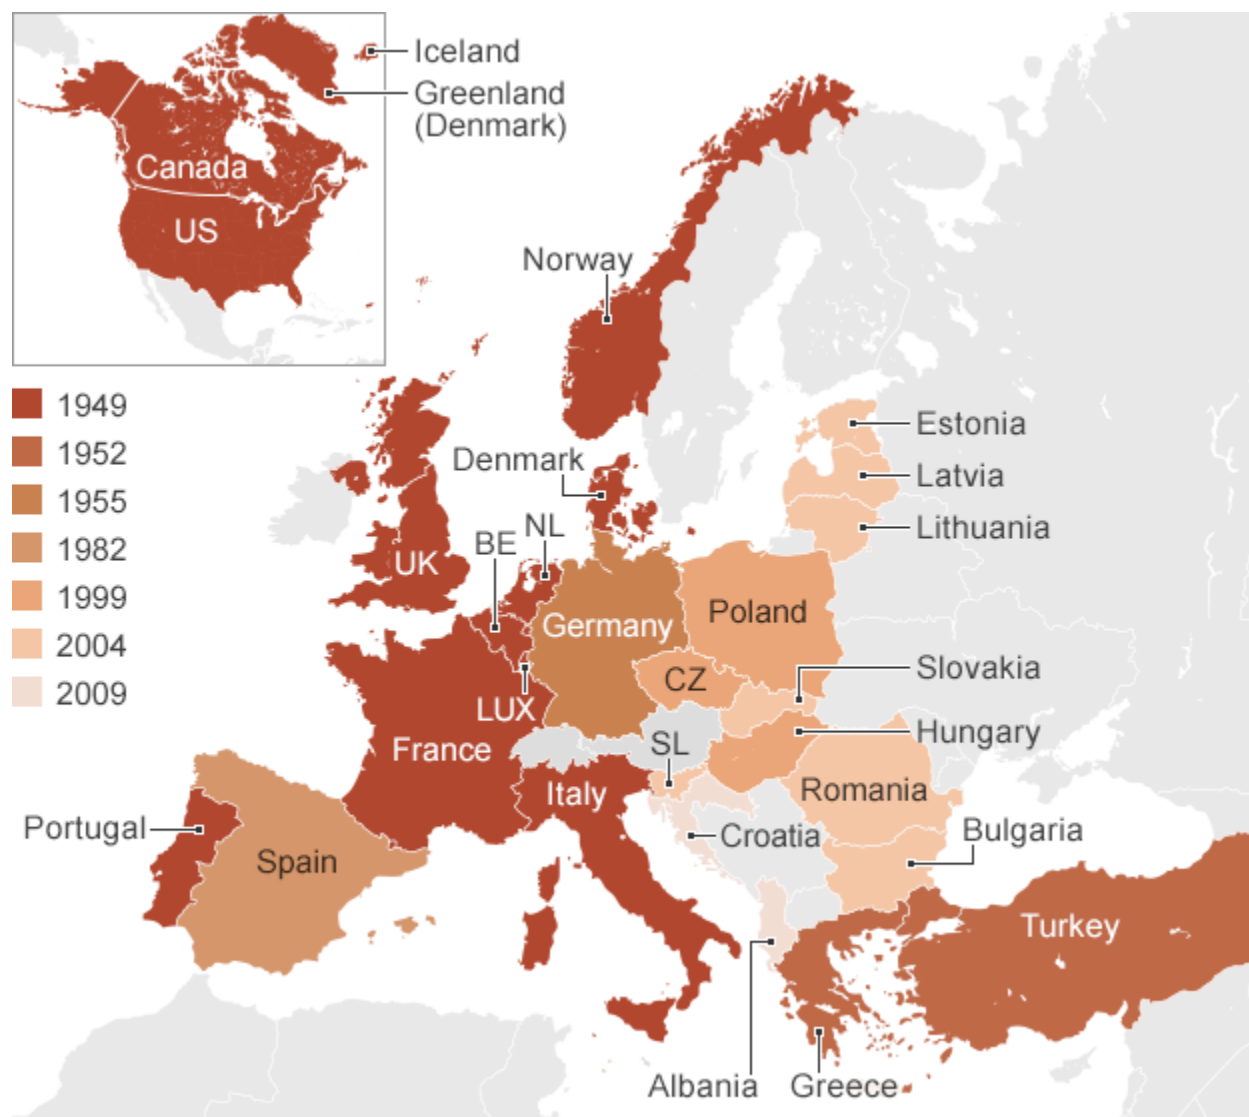 Iceland
Greenland
(Denmark)
Canada
US
Norway
1949
1952
1955
1982
1999
2004
2009
Estonia
Latvia
Lithuania
Denmark
NL
BE
UK
Germany
Poland
CZ
Slovakia
LUX
France
SL
Hungary
Italy
Romania
Portugal
Croatia
Bulgaria
Spain
Turkey
Albania
Greece